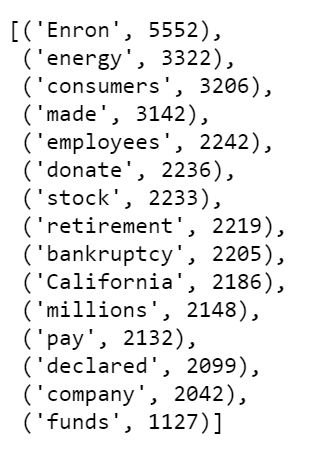 [('Enron', 5552),
('energy', 3322),
('consumers', 3206),
('made', 3142),
('employees', 2242),
('donate', 2236),
('stock', 2233),
('retirement', 2219),
('bankruptcy', 2205),
('California', 2186),
('millions', 2148),
('pay', 2132),
('declared', 2099),
('company', 2042),
('funds', 1127)]